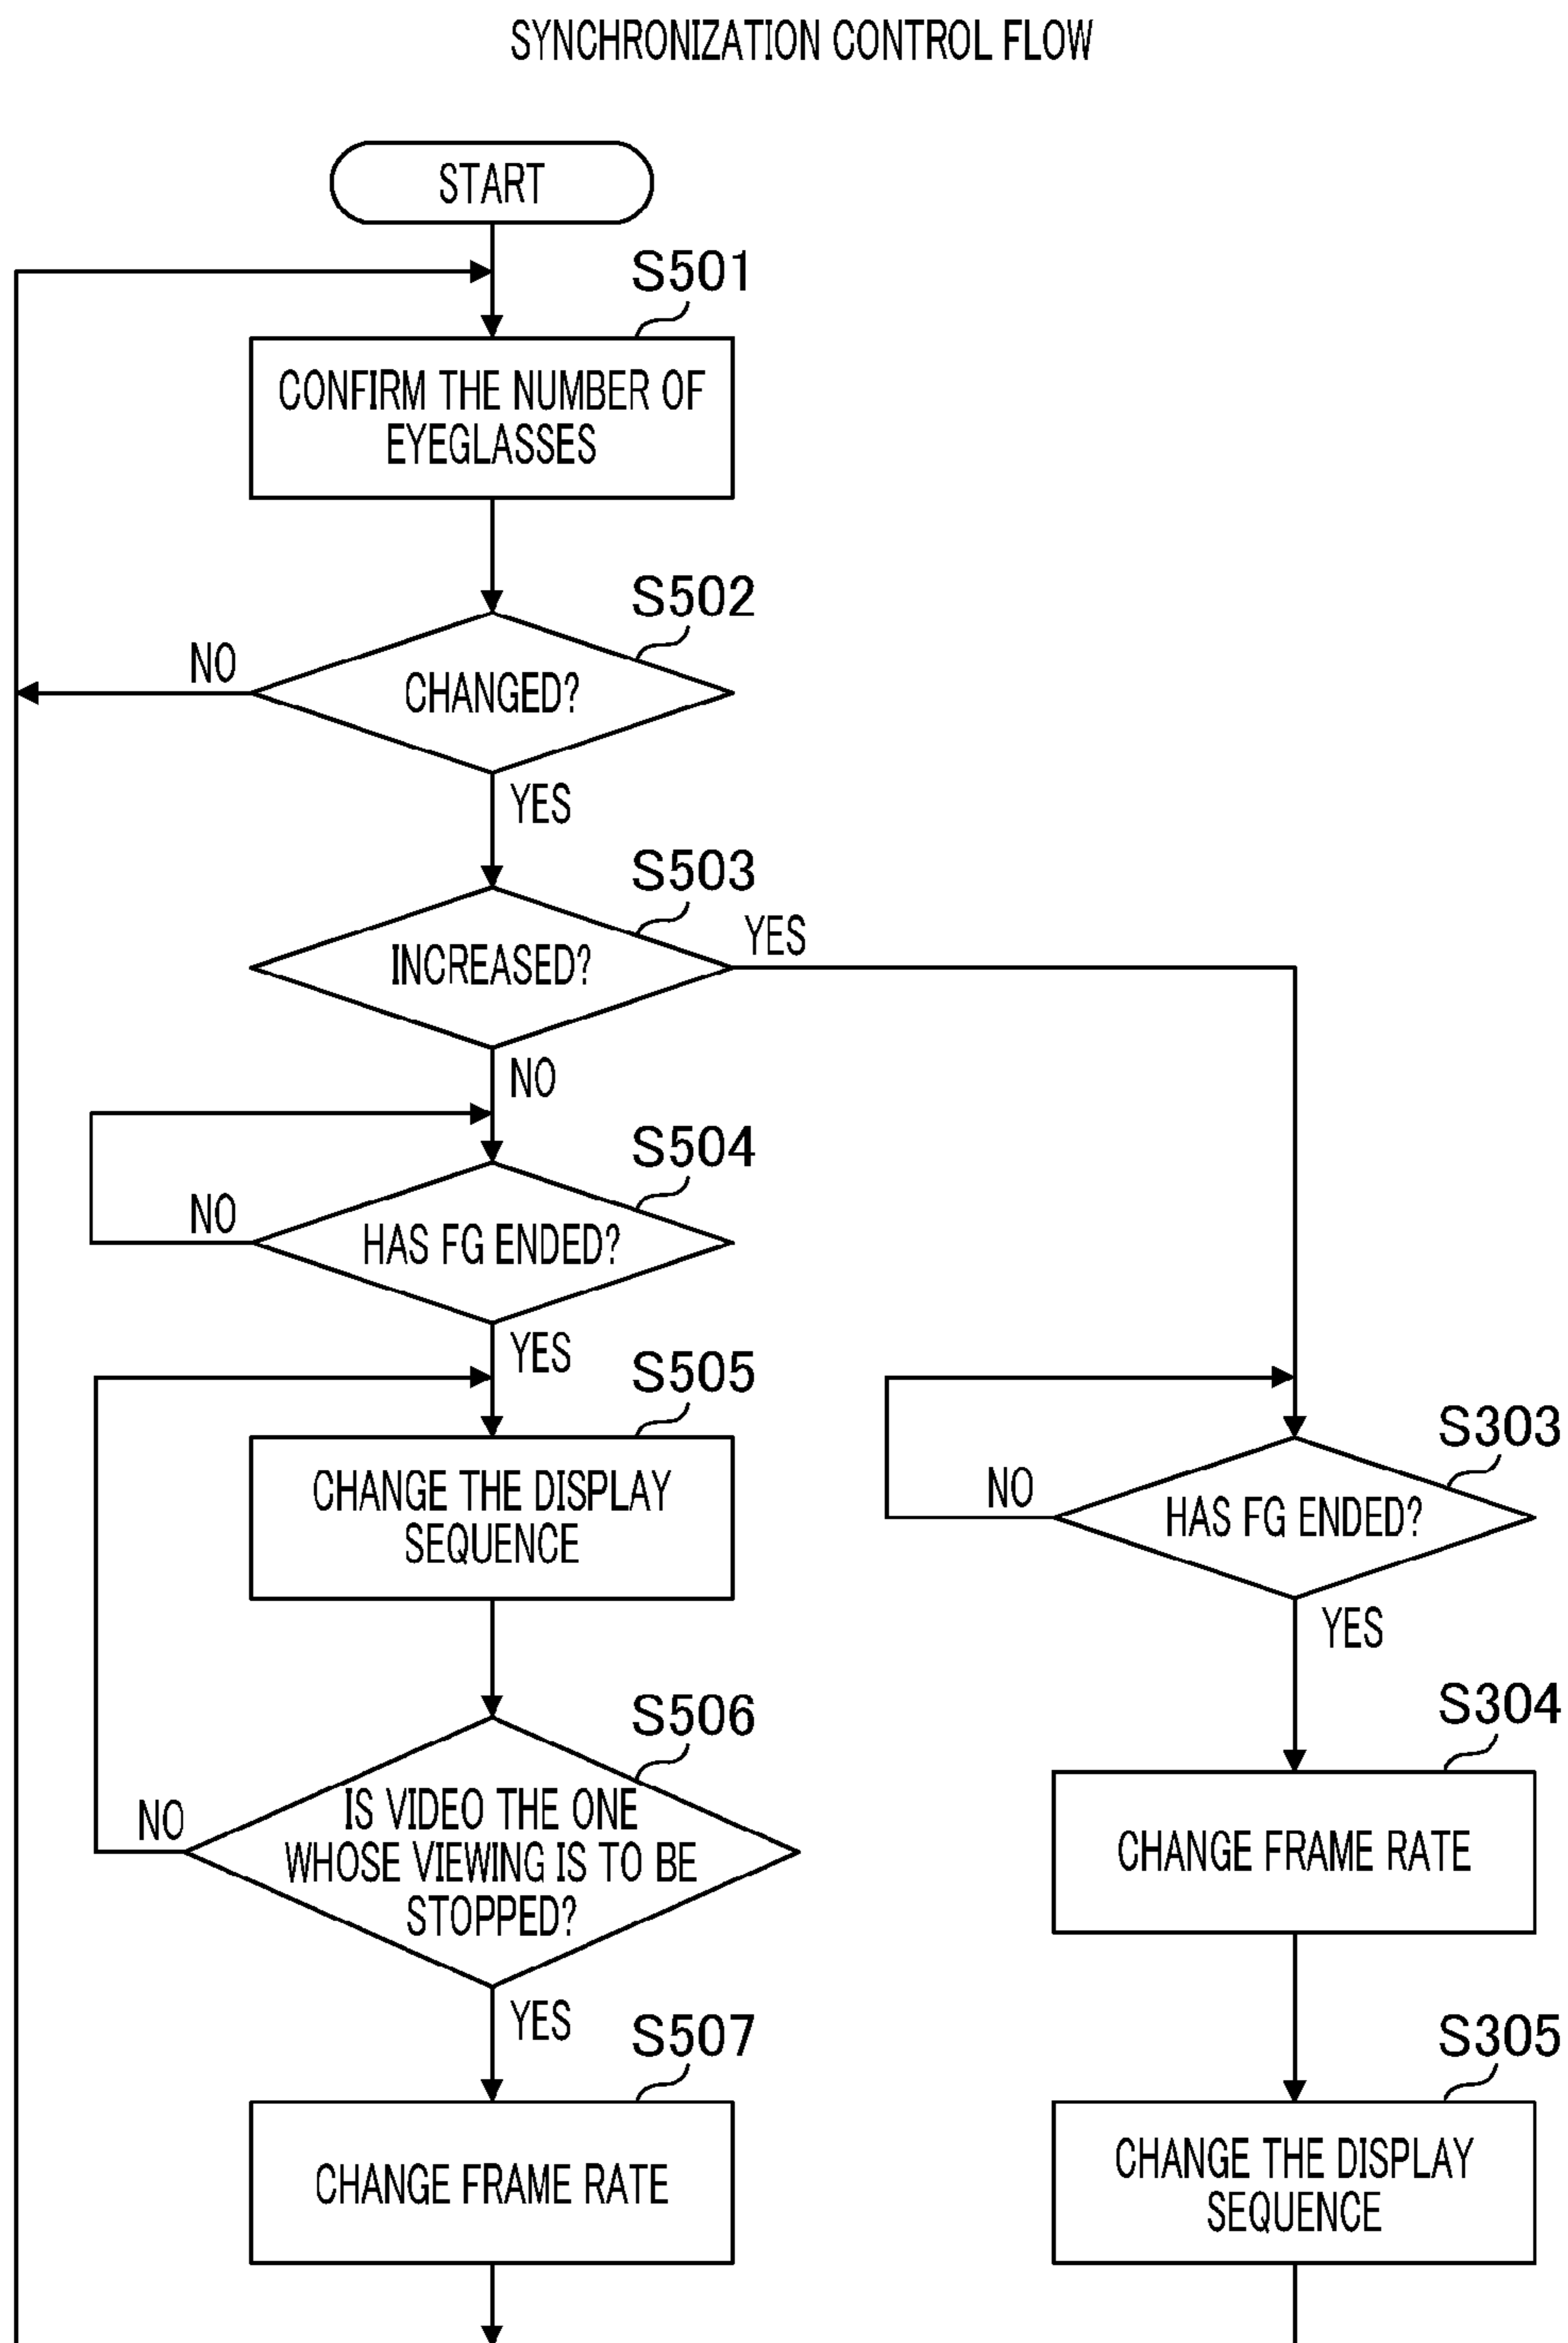 SYNCHRONIZATION CONTROL FLOW
START
S501
CONFIRM THE NUMBER OF
EYEGLASSES
S502
NO
CHANGED?
YES
S503
YES
INCREASED?
NO
S504
NO
HAS FG ENDED?
YES
S505
CHANGE THE DISPLAY
SEQUENCE
S303
NO
HAS FG ENDED?
YES
S506
NO
IS VIDEO THE ONE
WHOSE VIEWING IS TO BE
STOPPED?
YES
S304
CHANGE FRAME RATE
S507
CHANGE FRAME RATE
S305
CHANGE THE DISPLAY
SEQUENCE